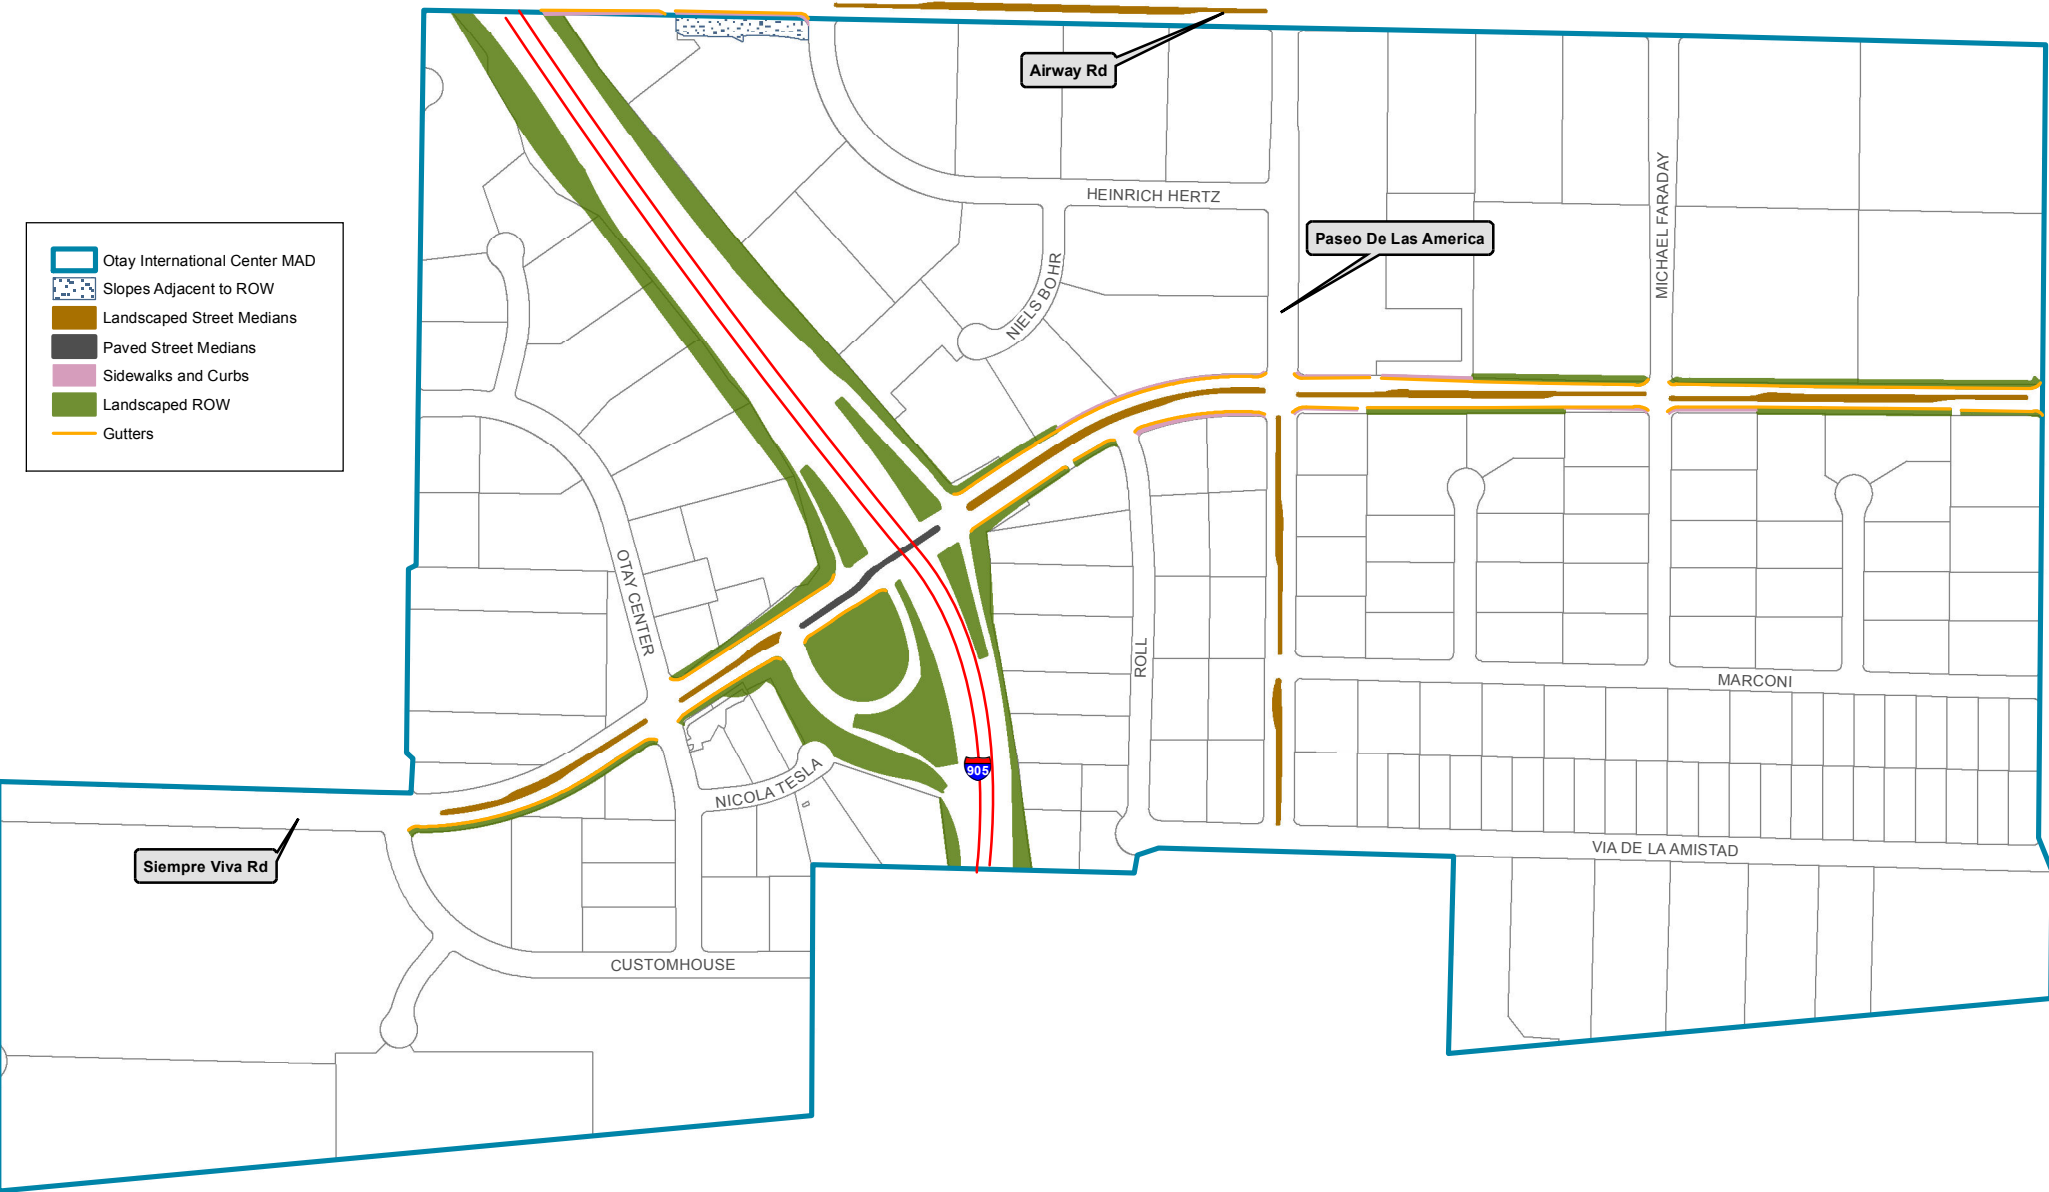 Airway Rd
HEINRICH HERTZ
MICHAEL FARADAY
Paseo De Las America
NIELS BOHR
Otay International Center MAD
Slopes Adjacent to ROW
Landscaped Street Medians
Paved Street Medians
Sidewalks and Curbs
Landscaped ROW
Gutters
OTAY CENTER
ROLL
MARCONI
905
NICOLA TESLA
VIA DE LA AMISTAD
Siempre Viva Rd
CUSTOMHOUSE